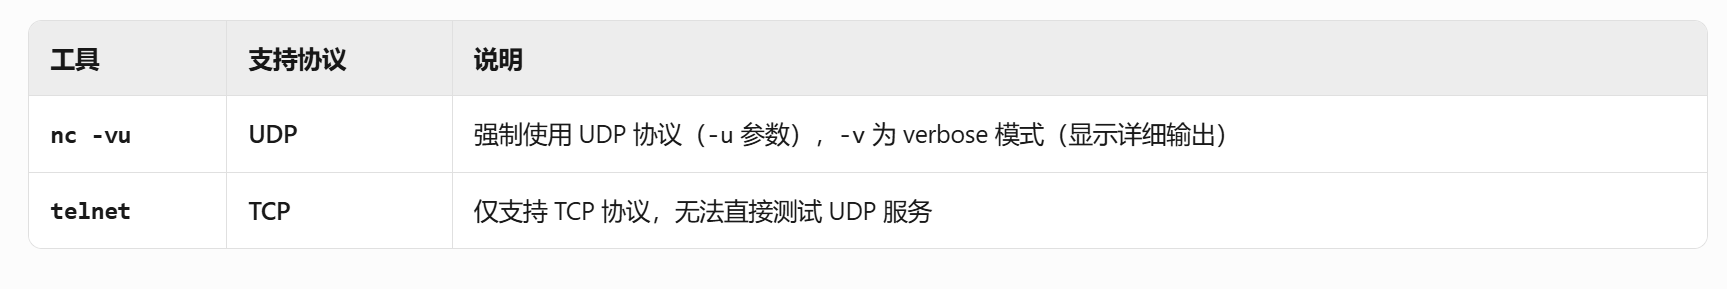 工具 支持协议 说明
nc -vu UDP 强制使用 UDP 协议（-u 参数），-v 为 verbose 模式（显示详细输出）
telnet TCP 仅支持 TCP 协议，无法直接测试 UDP 服务